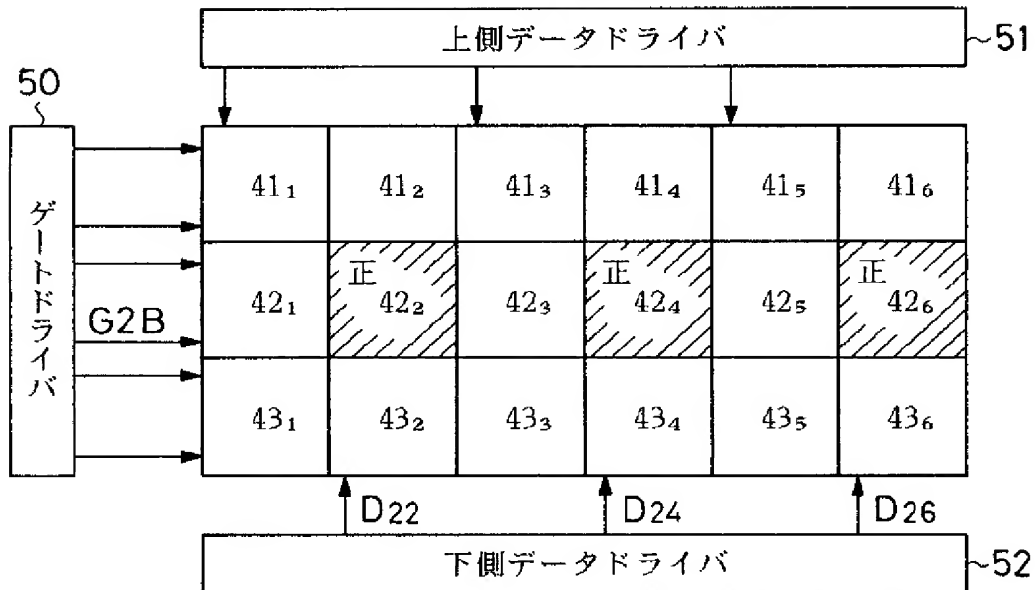 上側データドライバ 51
50
ゲートドライバ
41₁ 41₂ 41₃ 41₄ 41₅ 41₆
正 正 正
42₁ 42₂ 42₃ 42₄ 42₅ 42₆
G2B
43₁ 43₂ 43₃ 43₄ 43₅ 43₆
D22 D24 D26
下側データドライバ 52